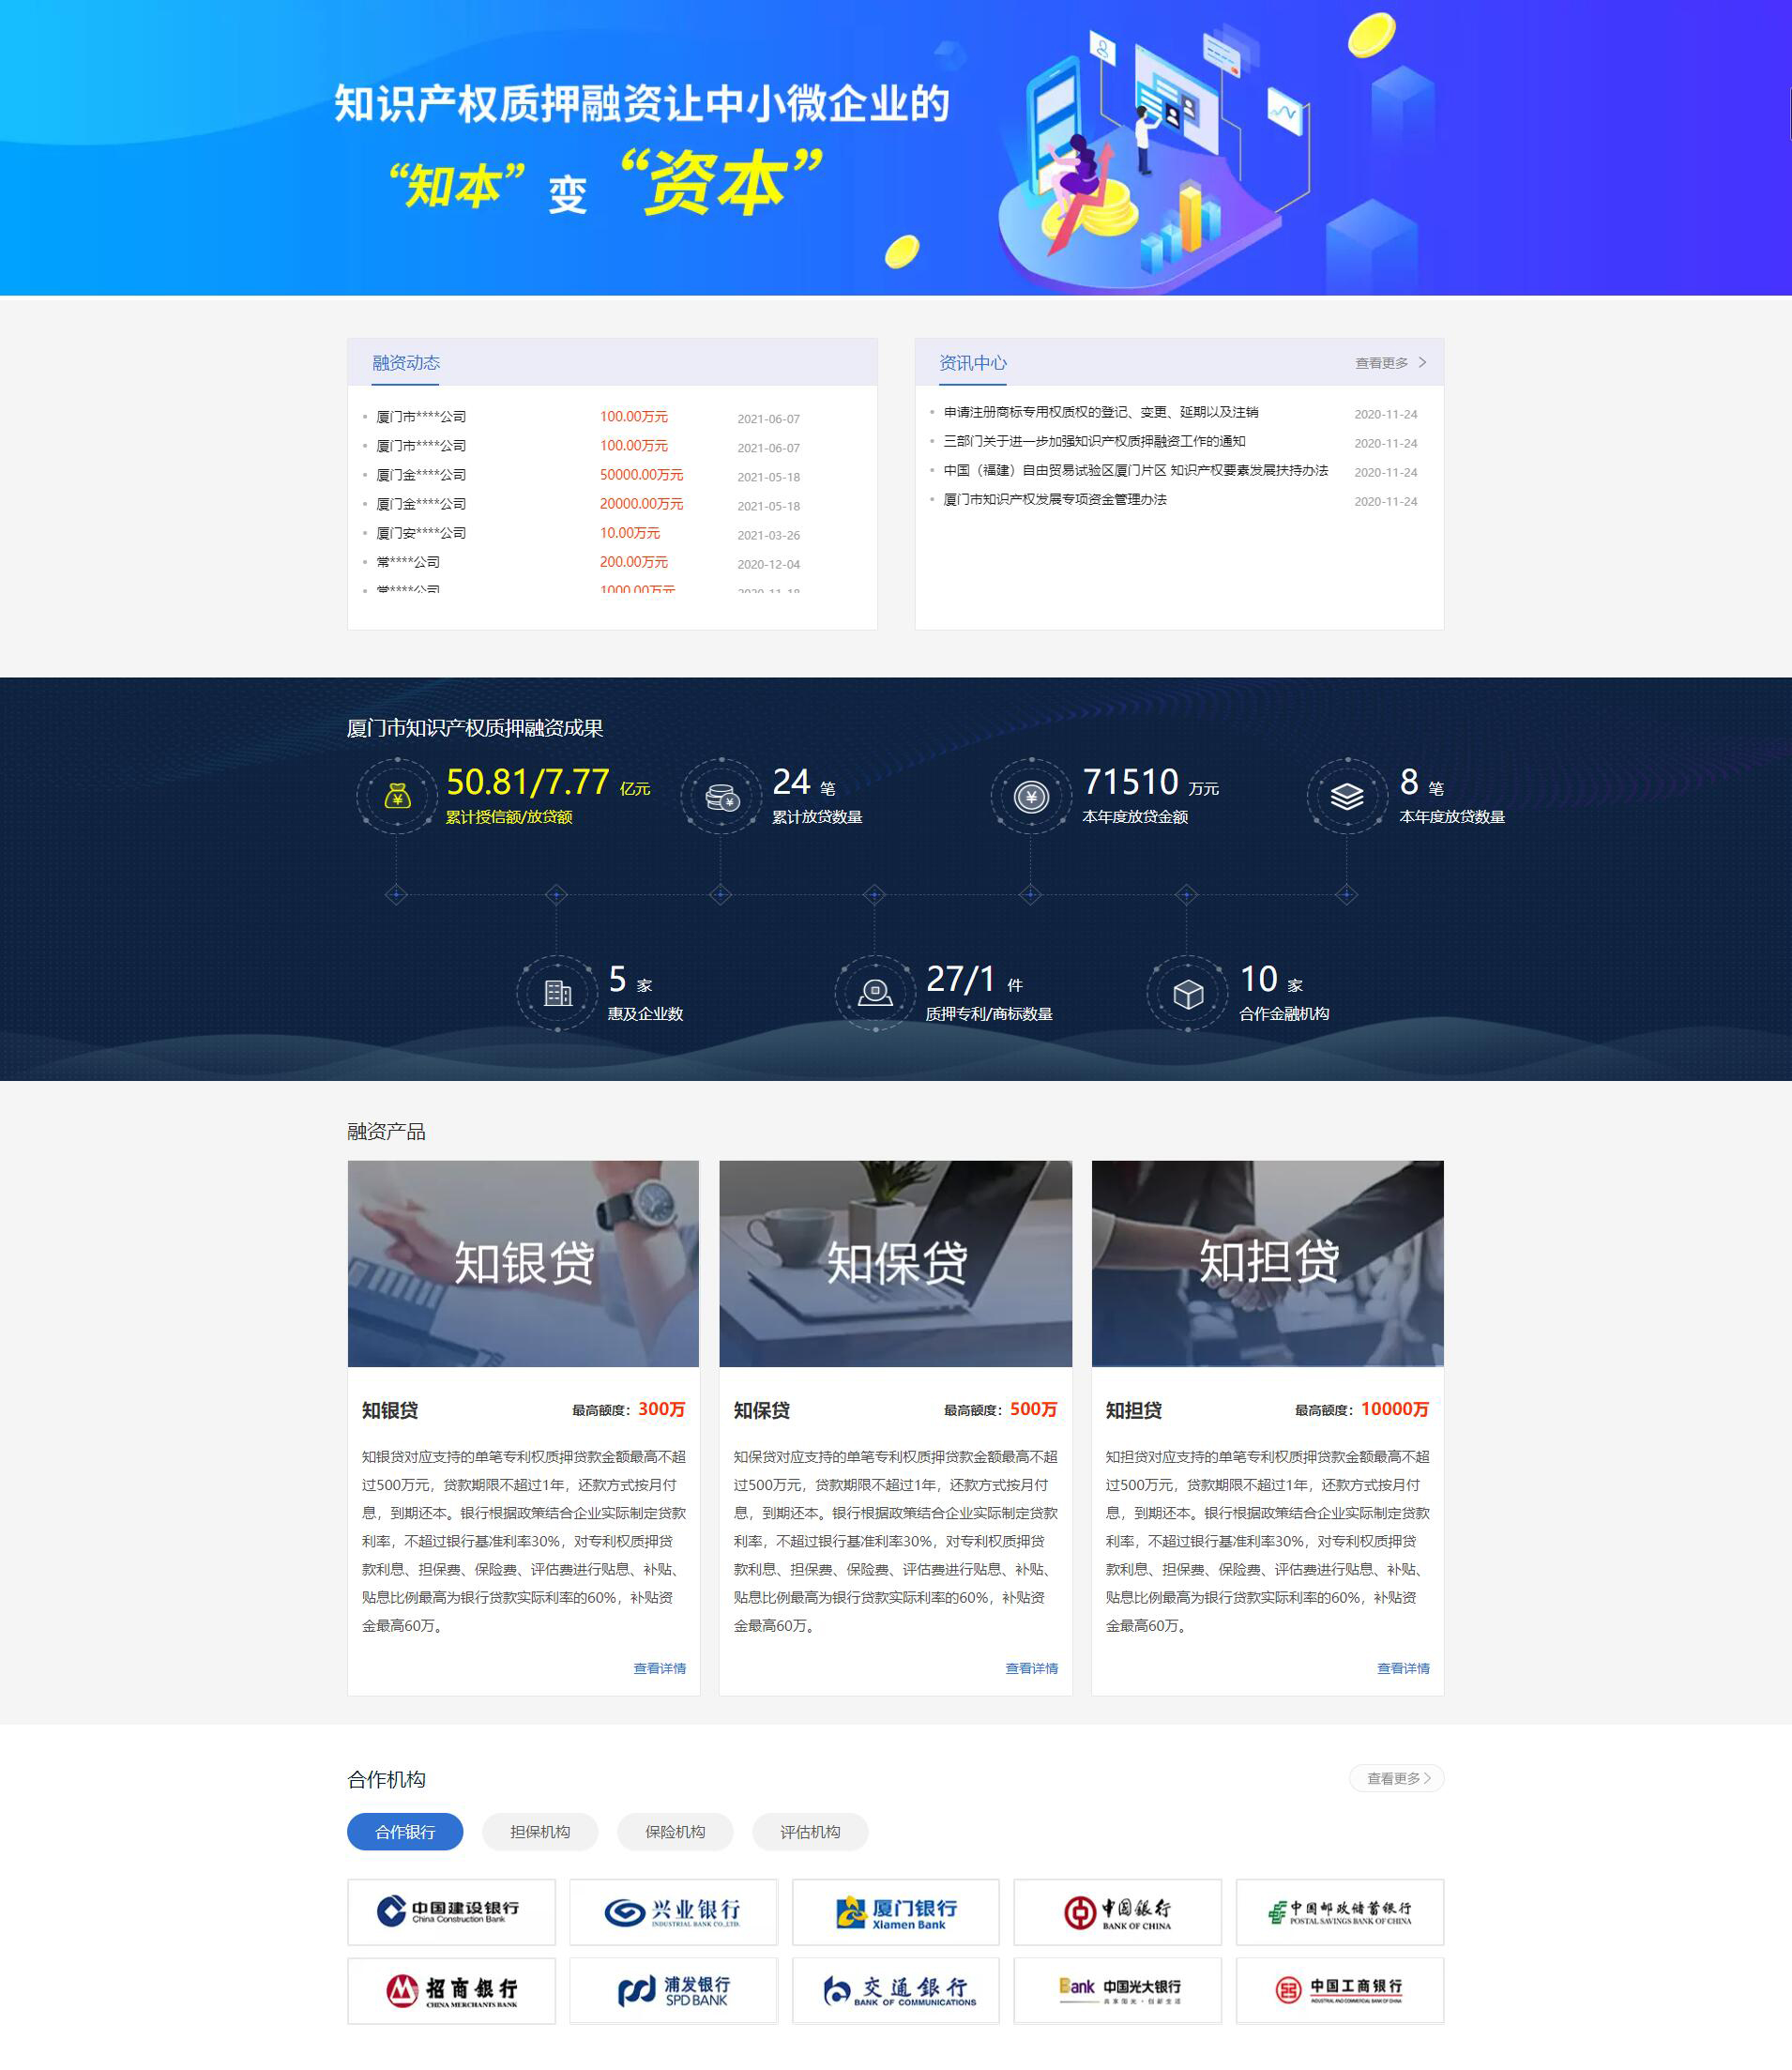 知识产权质押融资让中小微企业的
“知本”变“资本”
融资动态
厦门市****公司 100.00万元 2021-06-07
厦门市****公司 100.00万元 2021-06-07
厦门金****公司 50000.00万元 2021-05-18
厦门金****公司 20000.00万元 2021-05-18
厦门安****公司 10.00万元 2021-03-26
常****公司 200.00万元 2020-12-04
常****公司 1000.00万元 2020-11-18
资讯中心 查看更多 >
申请注册商标专用权质权的登记、变更、延期以及注销 2020-11-24
三部门关于进一步加强知识产权质押融资工作的通知 2020-11-24
中国（福建）自由贸易试验区厦门片区 知识产权要素发展扶持办法 2020-11-24
厦门市知识产权发展专项资金管理办法 2020-11-24
厦门市知识产权质押融资成果
50.81/7.77 亿元
累计授信额/放贷额
24 笔
累计放贷数量
71510 万元
本年度放贷金额
8 笔
本年度放贷数量
5 家
惠及企业数
27/1 件
质押专利/商标数量
10 家
合作金融机构
融资产品
知银贷
知银贷 最高额度：300万
知银贷对应支持的单笔专利权质押贷款金额最高不超
过500万元，贷款期限不超过1年，还款方式按月付
息，到期还本。银行根据政策结合企业实际制定贷款
利率，不超过银行基准利率30%，对专利权质押贷
款利息、担保费、保险费、评估费进行贴息、补贴、
贴息比例最高为银行贷款实际利率的60%，补贴资
金最高60万。
查看详情
知保贷
知保贷 最高额度：500万
知保贷对应支持的单笔专利权质押贷款金额最高不超
过500万元，贷款期限不超过1年，还款方式按月付
息，到期还本。银行根据政策结合企业实际制定贷款
利率，不超过银行基准利率30%，对专利权质押贷
款利息、担保费、保险费、评估费进行贴息、补贴、
贴息比例最高为银行贷款实际利率的60%，补贴资
金最高60万。
查看详情
知担贷
知担贷 最高额度：10000万
知担贷对应支持的单笔专利权质押贷款金额最高不超
过500万元，贷款期限不超过1年，还款方式按月付
息，到期还本。银行根据政策结合企业实际制定贷款
利率，不超过银行基准利率30%，对专利权质押贷
款利息、担保费、保险费、评估费进行贴息、补贴、
贴息比例最高为银行贷款实际利率的60%，补贴资
金最高60万。
查看详情
合作机构 查看更多 >
合作银行 担保机构 保险机构 评估机构
中国建设银行
China Construction Bank
兴业银行
INDUSTRIAL BANK CO.,LTD.
厦门银行
Xiamen Bank
中国银行
BANK OF CHINA
中国邮政储蓄银行
POSTAL SAVINGS BANK OF CHINA
招商银行
CHINA MERCHANTS BANK
浦发银行
SPD BANK
交通银行
BANK OF COMMUNICATIONS
Bank 中国光大银行
共享阳光·创新生活
中国工商银行
INDUSTRIAL AND COMMERCIAL BANK OF CHINA